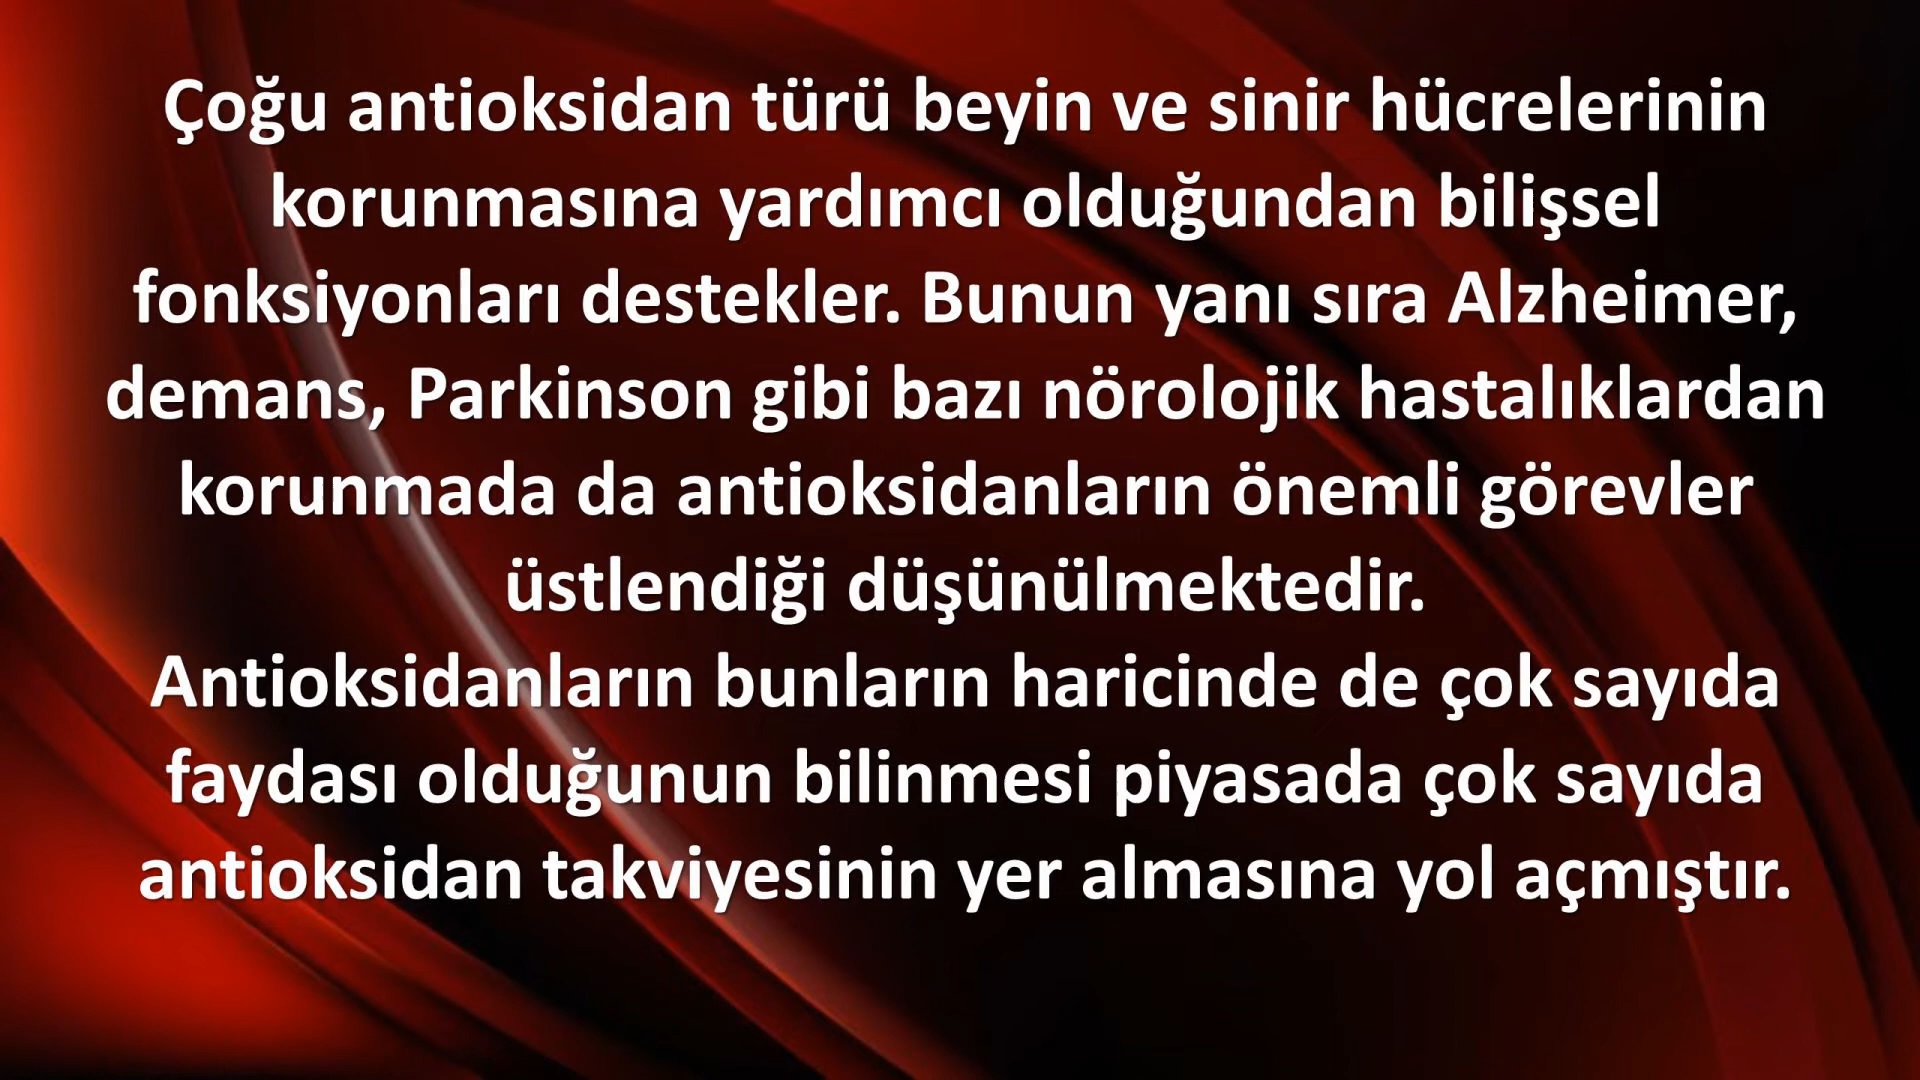 Çoğu antioksidan türü beyin ve sinir hücrelerinin
korunmasına yardımcı olduğundan bilişsel
fonksiyonları destekler. Bunun yanı sıra Alzheimer,
demans, Parkinson gibi bazı nörolojik hastalıklardan
korunmada da antioksidanların önemli görevler
üstlendiği düşünülmektedir.
Antioksidanların bunların haricinde de çok sayıda
faydası olduğunun bilinmesi piyasada çok sayıda
antioksidan takviyesinin yer almasına yol açmıştır.